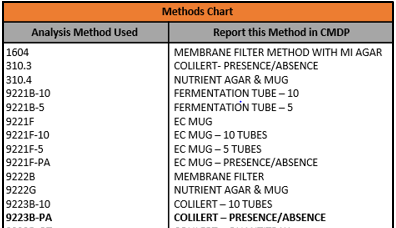 Methods Chart
Analysis Method Used Report this Method in CMDP
1604 MEMBRANE FILTER METHOD WITH MI AGAR
310.3 COLILERT- PRESENCE/ABSENCE
310.4 NUTRIENT AGAR & MUG
9221B-10 FERMENTATION TUBE – 10
9221B-5 FERMENTATION TUBE - 5
9221F EC MUG
9221F-10 EC MUG – 10 TUBES
9221F-5 EC MUG – 5 TUBES
9221F-PA EC MUG – PRESENCE/ABSENCE
9222B MEMBRANE FILTER
9222G NUTRIENT AGAR & MUG
9223B-10 COLILERT – 10 TUBES
9223B-PA COLILERT – PRESENCE/ABSENCE